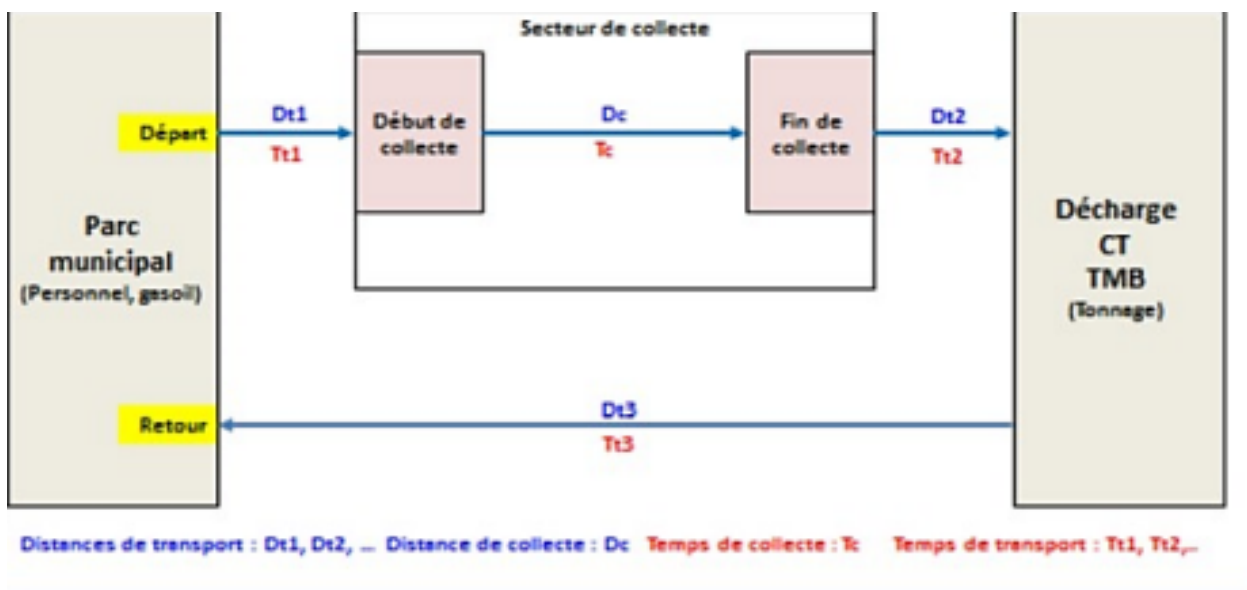 Secteur de collecte
Départ
Dt1
Tt1
Début de
collecte
Dc
Tc
Fin de
collecte
Dt2
Tt2
Parc
municipal
(Personnel, gasoil)
Décharge
CT
TMB
(Tonnage)
Retour
Dt3
Tt3
Distances de transport : Dt1, Dt2, ... Distance de collecte : Dc Temps de collecte : Tc Temps de transport : Tt1, Tt2,..